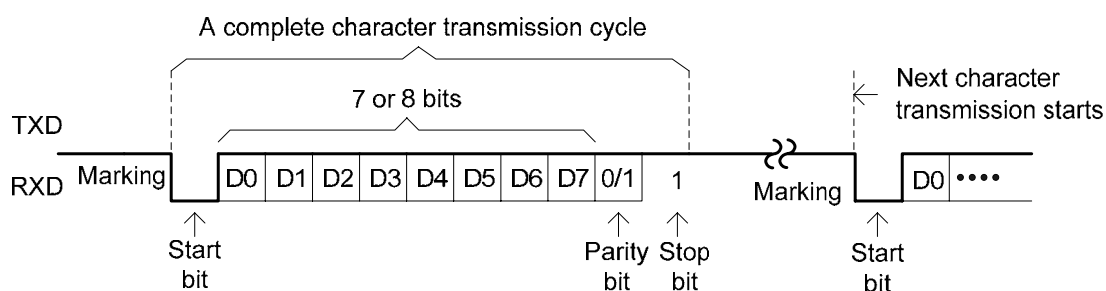 A complete character transmission cycle
Next character
transmission starts
7 or 8 bits
TXD
RXD
Marking
D0 D1 D2 D3 D4 D5 D6 D7 0/1 1
Marking
D0 ••••
Start
bit
Parity
bit
Stop
bit
Start
bit